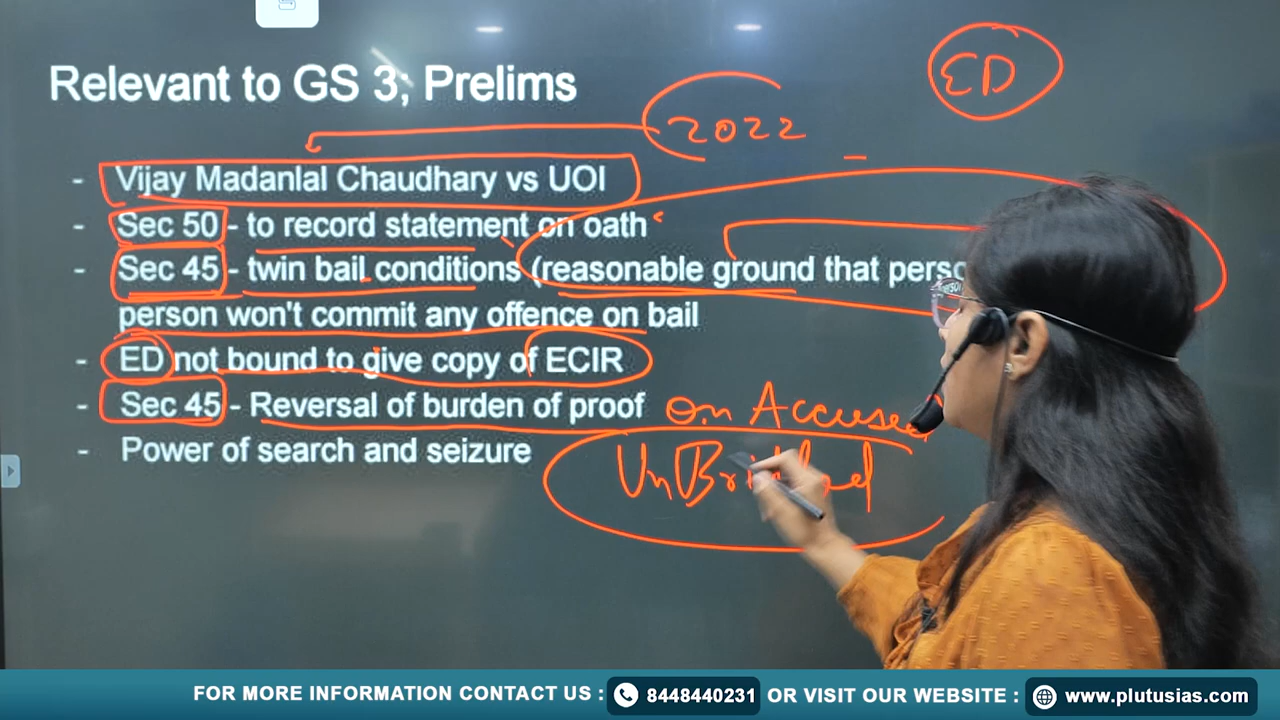 ED
Relevant to GS 3; Prelims
2022
- Vijay Madanlal Chaudhary vs UOI
- Sec 50 - to record statement on oath
- Sec 45 - twin bail conditions (reasonable ground that
person won't commit any offence on bail
- ED not bound to give copy of ECIR
- Sec 45 - Reversal of burden of proof on Accused
- Power of search and seizure
FOR MORE INFORMATION CONTACT US : 8448440231 OR VISIT OUR WEBSITE : www.plutusias.com